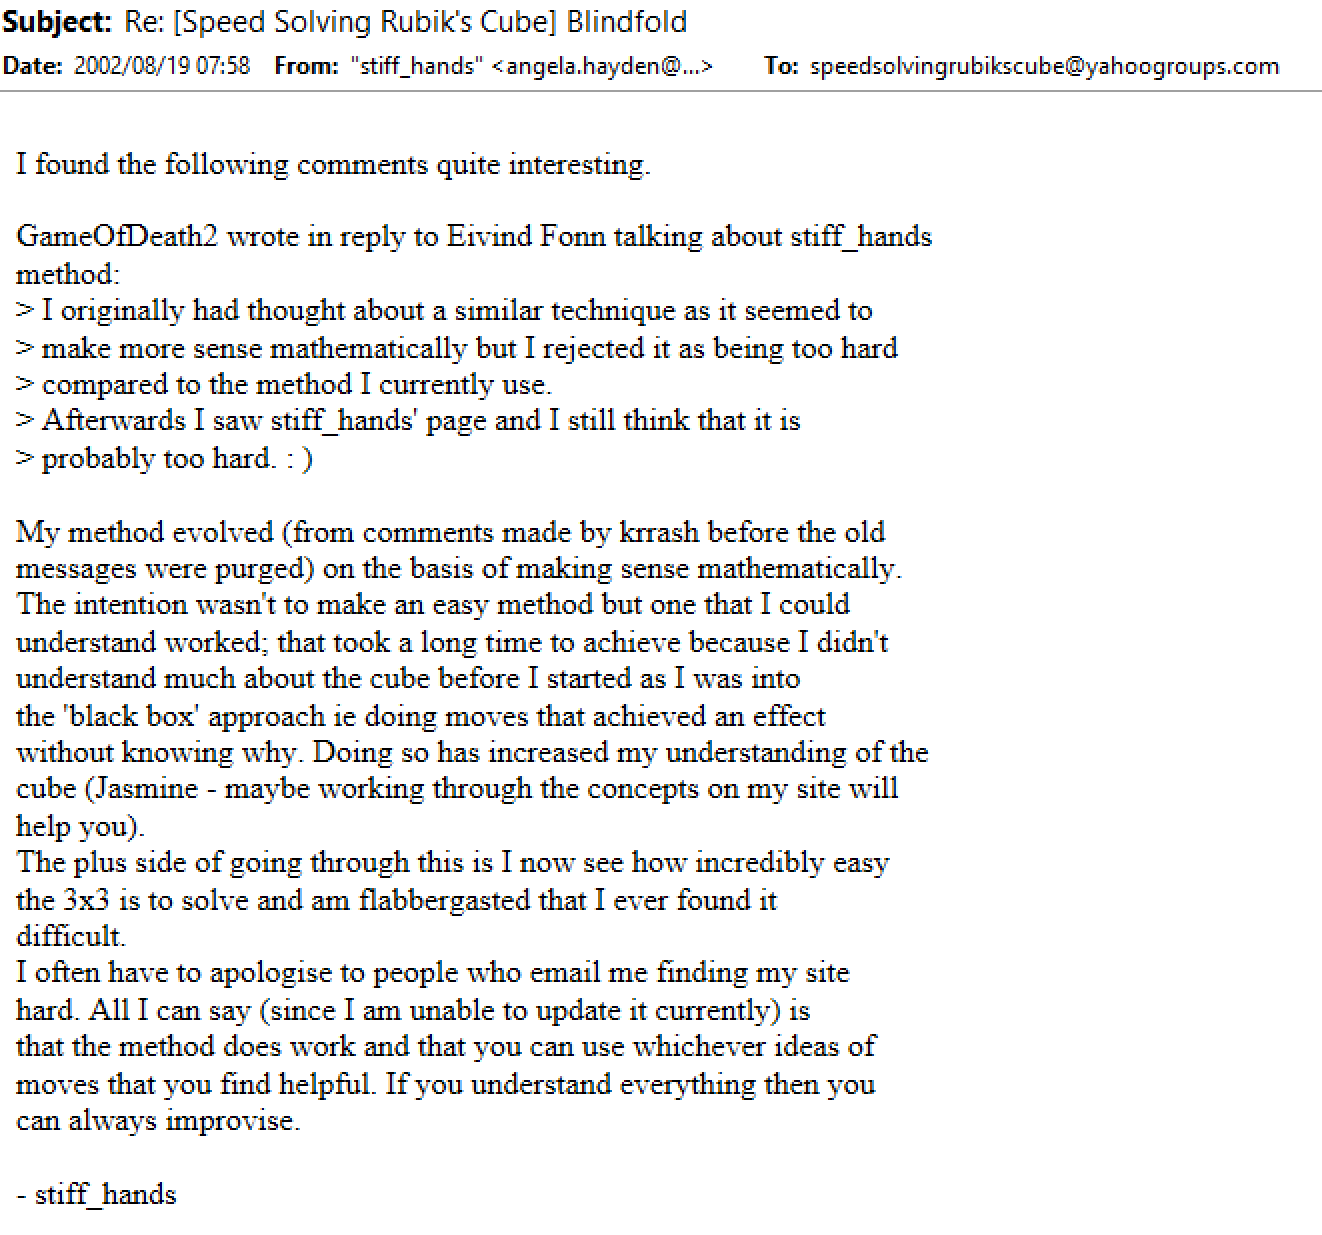 Subject: Re: [Speed Solving Rubik's Cube] Blindfold
Date: 2002/08/19 07:58 From: "stiff_hands" <angela.hayden@...> To: speedsolvingrubikscube@yahoogroups.com
I found the following comments quite interesting.
GameOfDeath2 wrote in reply to Eivind Fonn talking about stiff_hands
method:
> I originally had thought about a similar technique as it seemed to
> make more sense mathematically but I rejected it as being too hard
> compared to the method I currently use.
> Afterwards I saw stiff_hands' page and I still think that it is
> probably too hard. : )
My method evolved (from comments made by krrash before the old
messages were purged) on the basis of making sense mathematically.
The intention wasn't to make an easy method but one that I could
understand worked; that took a long time to achieve because I didn't
understand much about the cube before I started as I was into
the 'black box' approach ie doing moves that achieved an effect
without knowing why. Doing so has increased my understanding of the
cube (Jasmine - maybe working through the concepts on my site will
help you).
The plus side of going through this is I now see how incredibly easy
the 3x3 is to solve and am flabbergasted that I ever found it
difficult.
I often have to apologise to people who email me finding my site
hard. All I can say (since I am unable to update it currently) is
that the method does work and that you can use whichever ideas of
moves that you find helpful. If you understand everything then you
can always improvise.
- stiff_hands